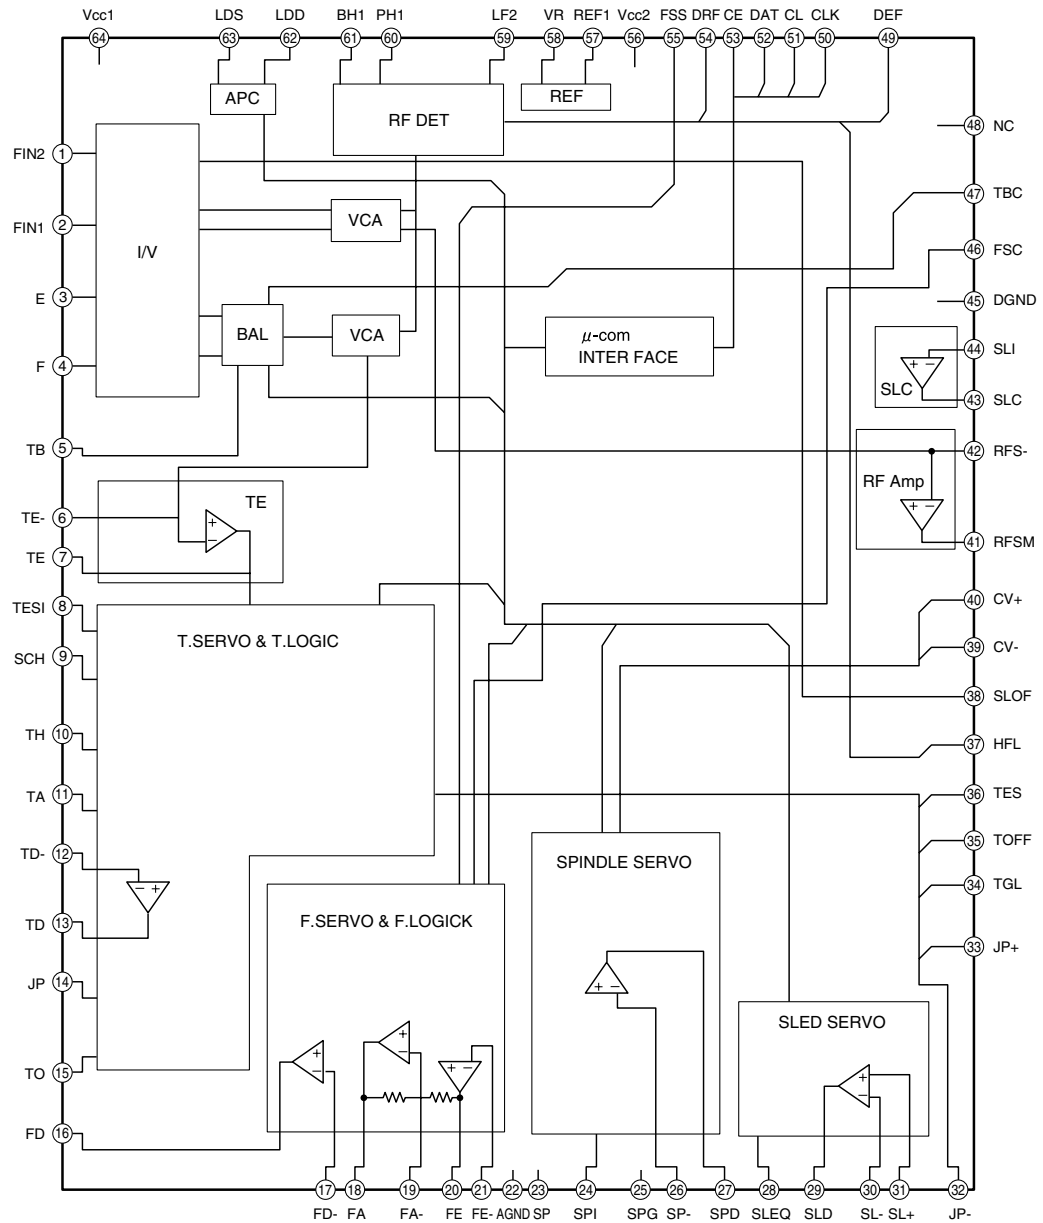 Vcc1 LDS LDD BH1 PH1 LF2 VR REF1 Vcc2 FSS DRF CE DAT CL CLK DEF
64 63 62 61 60 59 58 57 56 55 54 53 52 51 50 49
APC
REF
RF DET
48 NC
FIN2 1
47 TBC
FIN1 2
VCA
I/V
46 FSC
E 3
45 DGND
BAL
VCA
μ-com
INTER FACE
44 SLI
+ −
F 4
SLC
43 SLC
TB 5
42 RFS-
RF Amp
TE
+ −
TE- 6
+
−
41 RFSM
TE 7
TESI 8
40 CV+
T.SERVO & T.LOGIC
39 CV-
SCH 9
38 SLOF
TH 10
37 HFL
TA 11
36 TES
35 TOFF
TD- 12
SPINDLE SERVO
34 TGL
− +
TD 13
F.SERVO & F.LOGICK
33 JP+
JP 14
+ −
SLED SERVO
+
−
+
−
+ −
TO 15
+
−
FD 16
17 18 19 20 21 22 23 24 25 26 27 28 29 30 31 32
FD- FA FA- FE FE- AGND SP SPI SPG SP- SPD SLEQ SLD SL- SL+ JP-